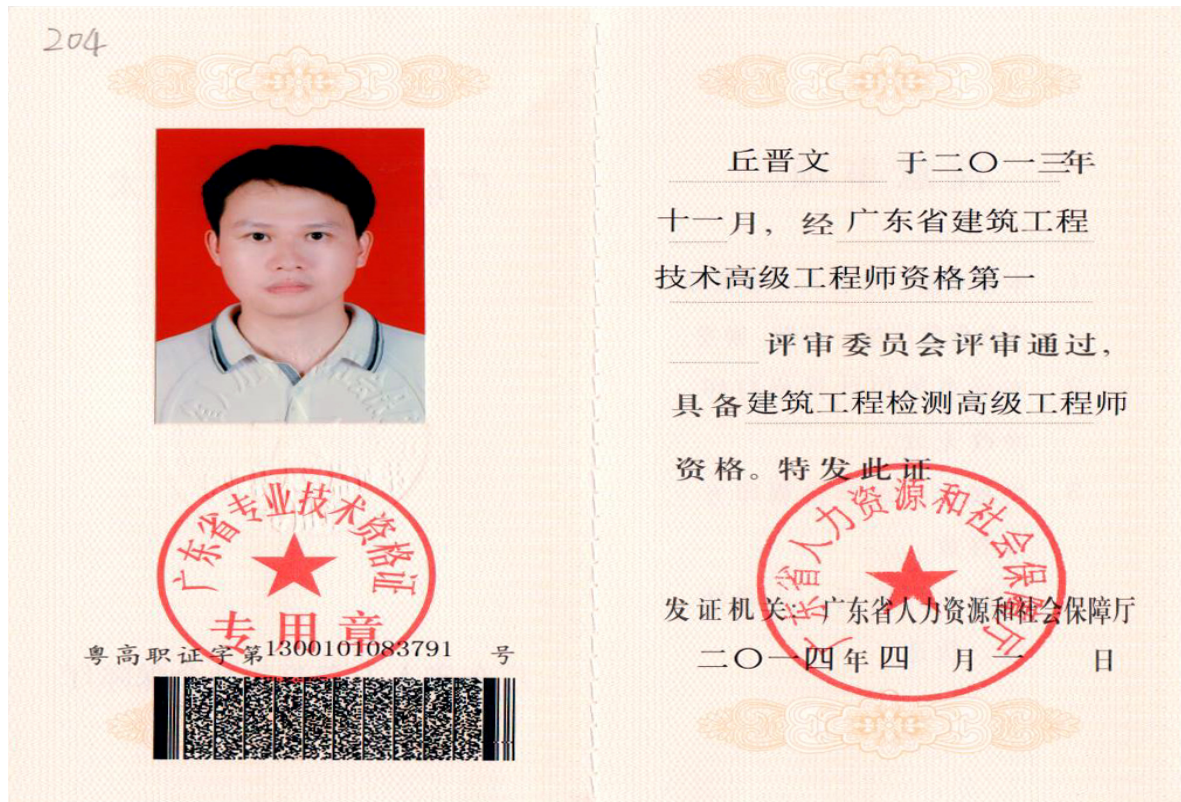 204
广东省专业技术资格证
专用章
粤高职证字第1300101083791 号
丘晋文 于二〇一三年
十一月，经广东省建筑工程
技术高级工程师资格第一
评审委员会评审通过，
具备建筑工程检测高级工程师
资格。特发此证
广东省人力资源和社会保障厅
发证机关：广东省人力资源和社会保障厅
二〇一四年四 月一 日